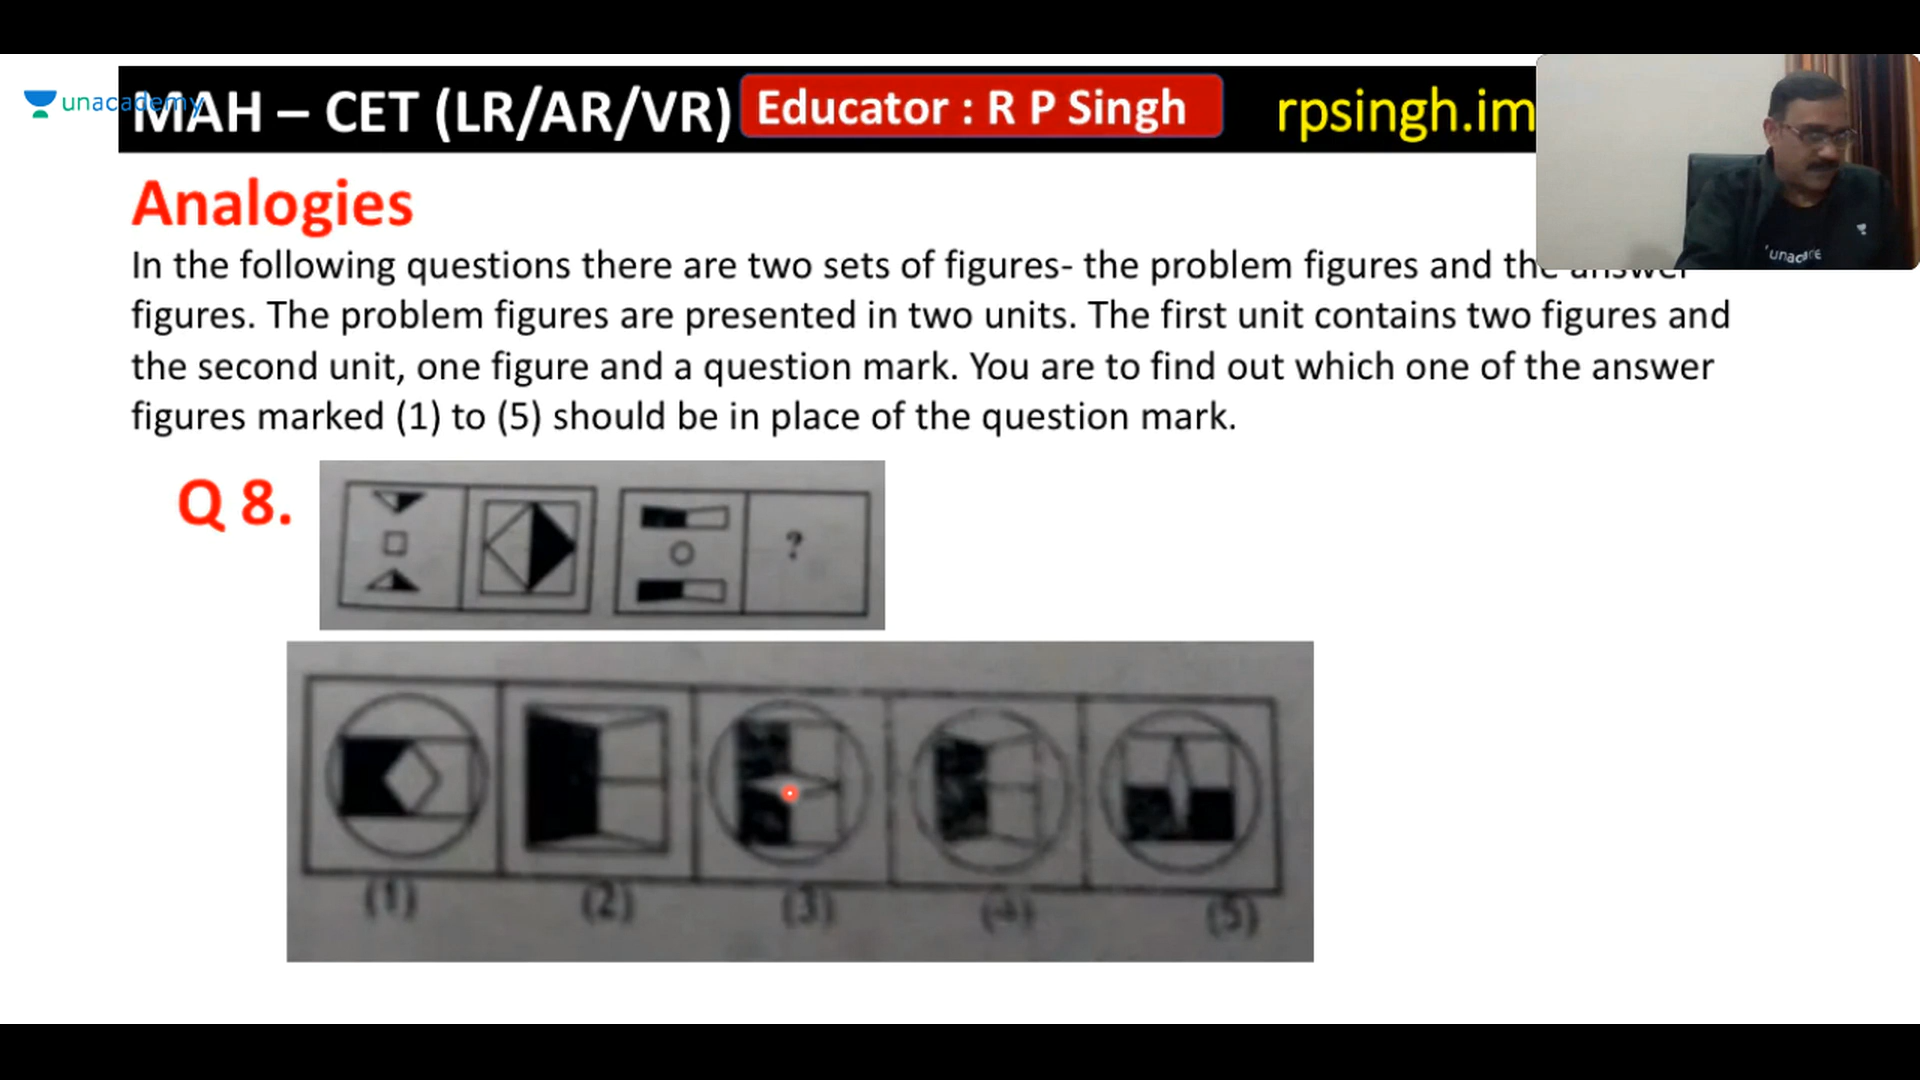 unacademy
MAH – CET (LR/AR/VR) Educator : R P Singh rpsingh.im
Analogies
In the following questions there are two sets of figures- the problem figures and the answer
figures. The problem figures are presented in two units. The first unit contains two figures and
the second unit, one figure and a question mark. You are to find out which one of the answer
figures marked (1) to (5) should be in place of the question mark.
Q 8.
?
(1) (2) (3) (4) (5)